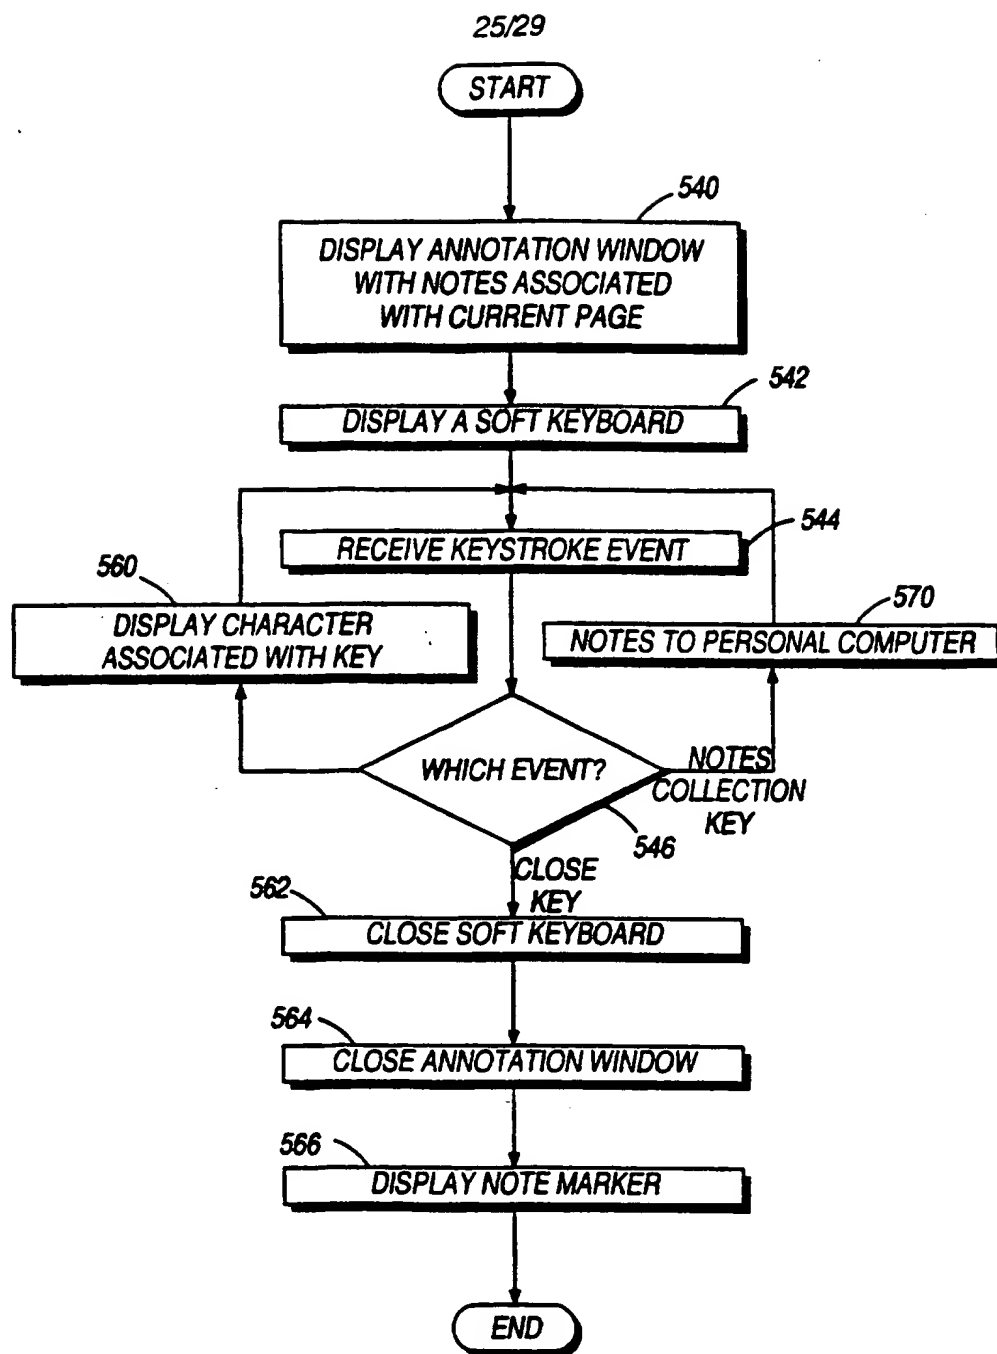 25/29
START
540
DISPLAY ANNOTATION WINDOW
WITH NOTES ASSOCIATED
WITH CURRENT PAGE
542
DISPLAY A SOFT KEYBOARD
544
RECEIVE KEYSTROKE EVENT
560
DISPLAY CHARACTER
ASSOCIATED WITH KEY
570
NOTES TO PERSONAL COMPUTER
WHICH EVENT?
NOTES
COLLECTION
KEY
546
CLOSE
KEY
562
CLOSE SOFT KEYBOARD
564
CLOSE ANNOTATION WINDOW
566
DISPLAY NOTE MARKER
END